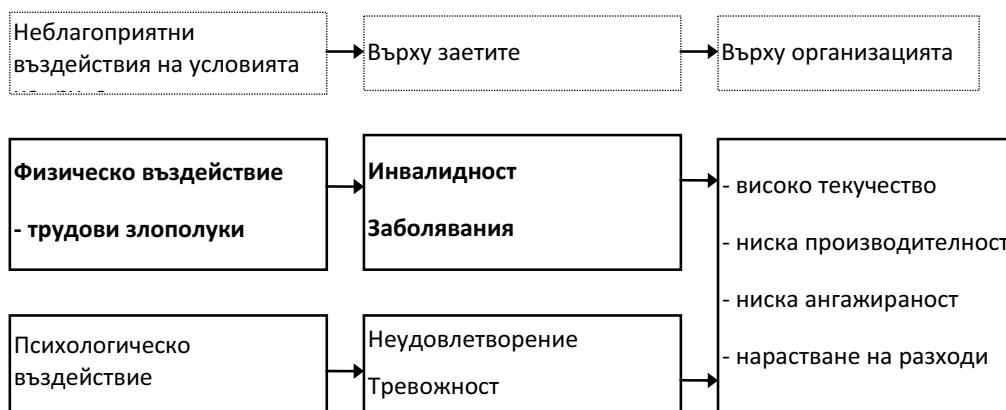 Неблагоприятни
въздействия на условията
Върху заетите
Върху организацията
Физическо въздействие
- трудови злополуки
Инвалидност
Заболявания
- високо текучество
- ниска производителност
- ниска ангажираност
- нарастване на разходи
Психологическо
въздействие
Неудовлетворение
Тревожност